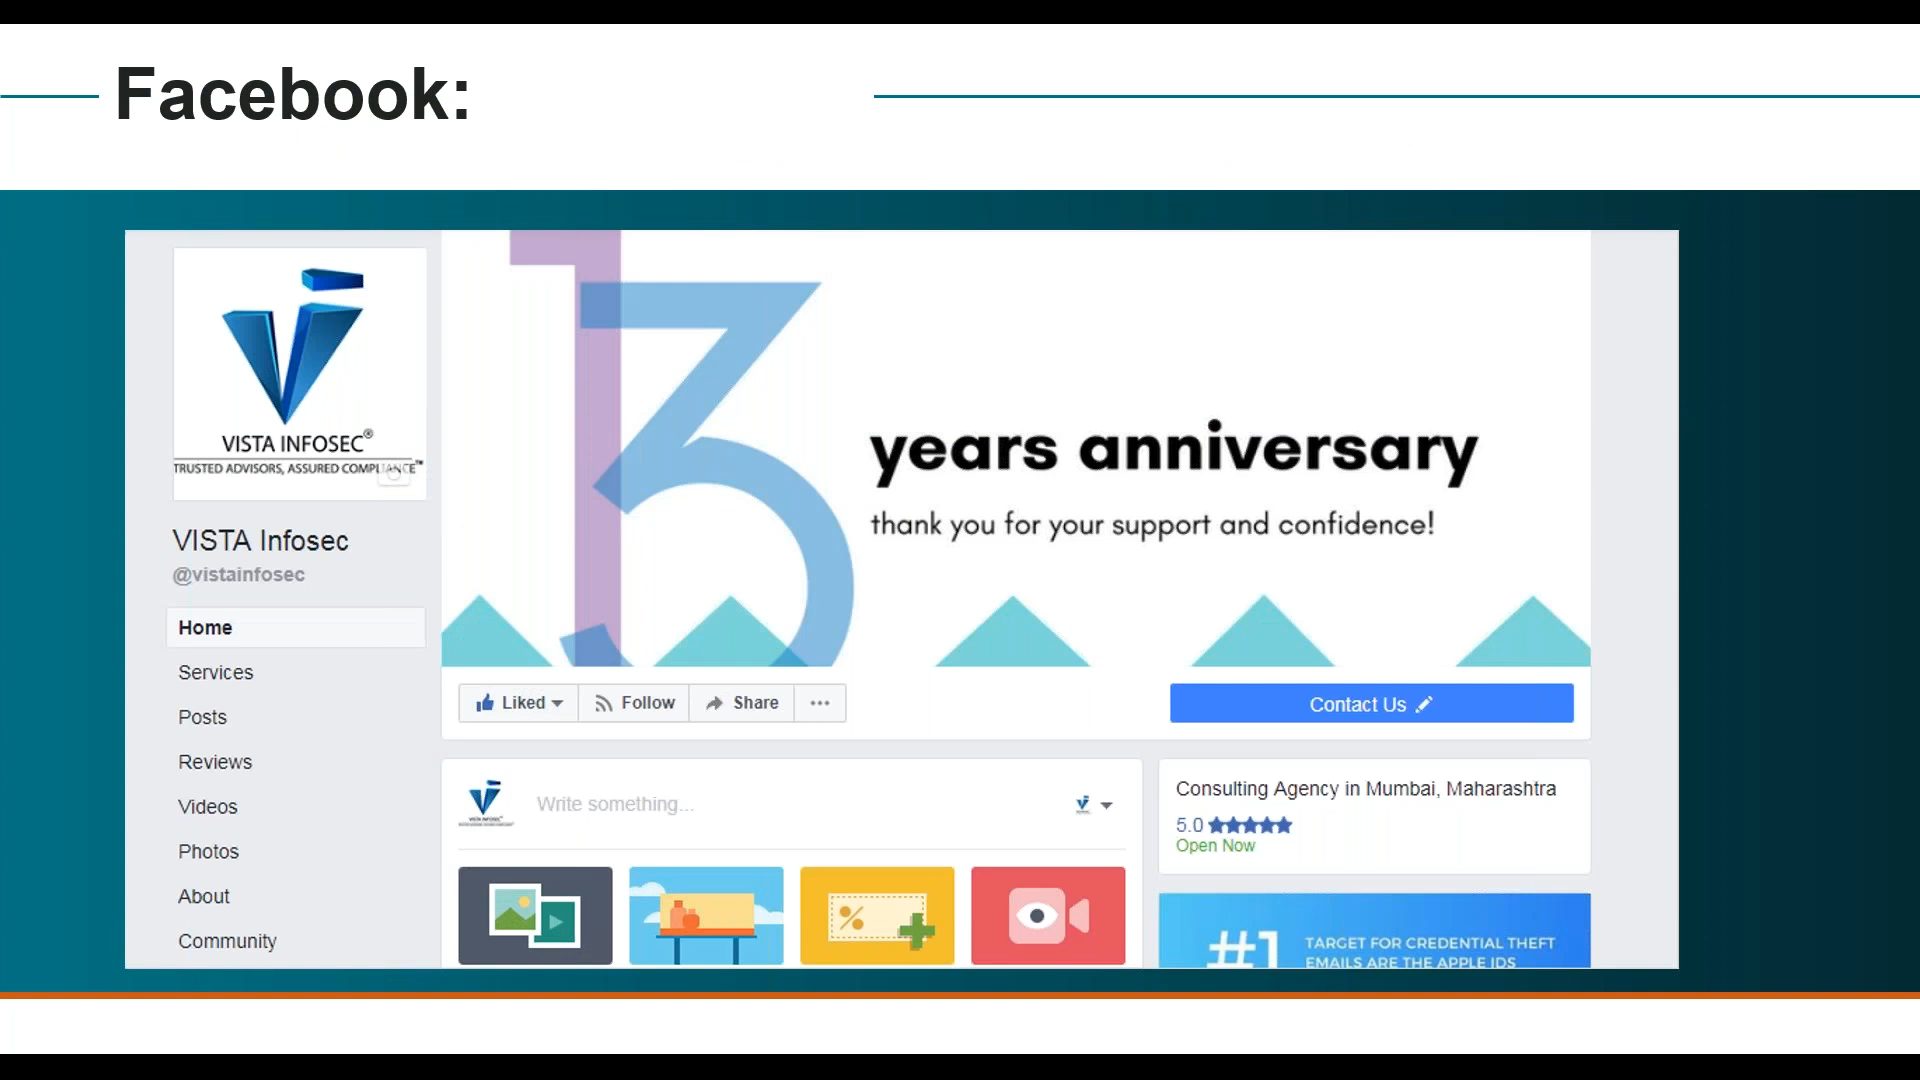 Facebook:
VISTA INFOSEC®
TRUSTED ADVISORS, ASSURED COMPLIANCE™
VISTA Infosec
@vistainfosec
Home
Services
Posts
Reviews
Videos
Photos
About
Community
13
years anniversary
thank you for your support and confidence!
Liked
Follow
Share
Contact Us
Write something...
Consulting Agency in Mumbai, Maharashtra
5.0
Open Now
#1
TARGET FOR CREDENTIAL THEFT
EMAILS ARE THE APPLE IDS